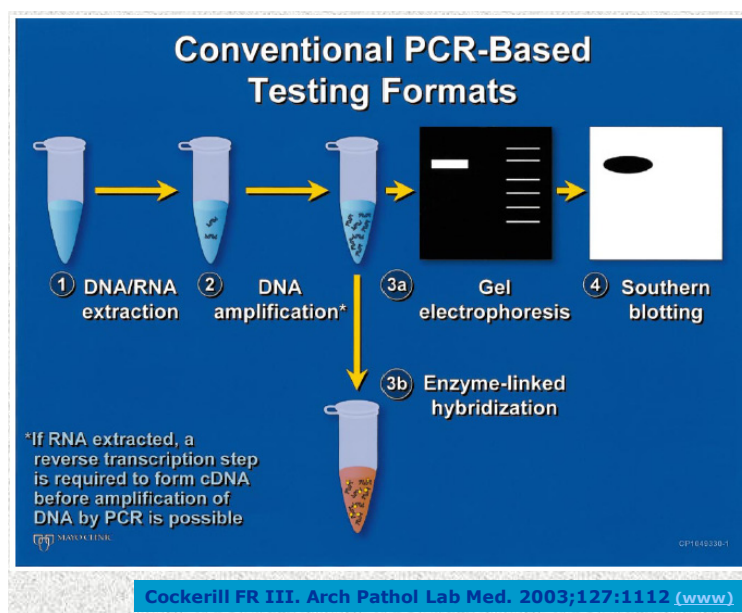 Conventional PCR-Based
Testing Formats
1 DNA/RNA
extraction
2 DNA
amplification*
3a Gel
electrophoresis
4 Southern
blotting
3b Enzyme-linked
hybridization
*If RNA extracted, a
reverse transcription step
is required to form cDNA
before amplification of
DNA by PCR is possible
MAYO CLINIC
CP1049330-1
Cockerill FR III. Arch Pathol Lab Med. 2003;127:1112 (www)